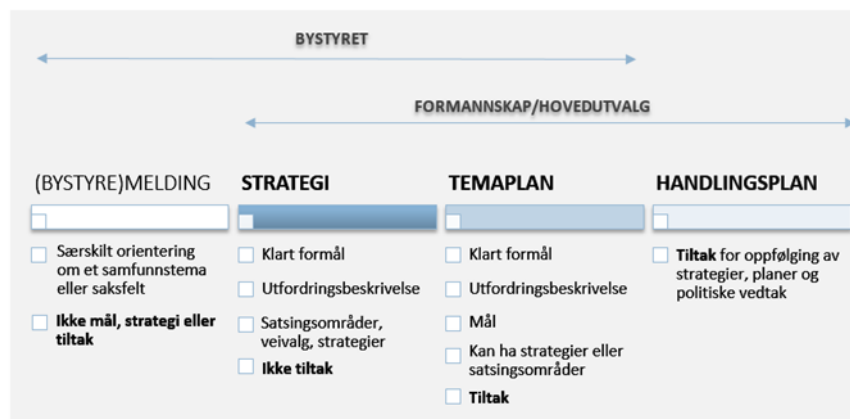 BYSTYRET
FORMANNSKAP/HOVEDUTVALG
(BYSTYRE)MELDING
Særskilt orientering
om et samfunnstema
eller saksfelt
Ikke mål, strategi eller
tiltak
STRATEGI
Klart formål
Utfordringsbeskrivelse
Satsingsområder,
veivalg, strategier
Ikke tiltak
TEMAPLAN
Klart formål
Utfordringsbeskrivelse
Mål
Kan ha strategier eller
satsingsområder
Tiltak
HANDLINGSPLAN
Tiltak for oppfølging av
strategier, planer og
politiske vedtak